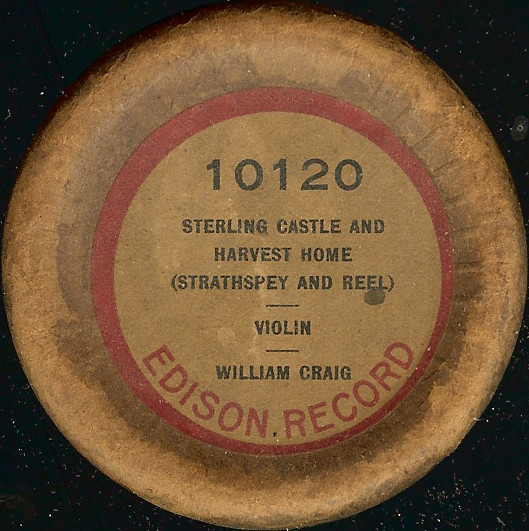 10120
STERLING CASTLE AND
HARVEST HOME
(STRATHSPEY AND REEL)
VIOLIN
WILLIAM CRAIG
EDISON RECORD